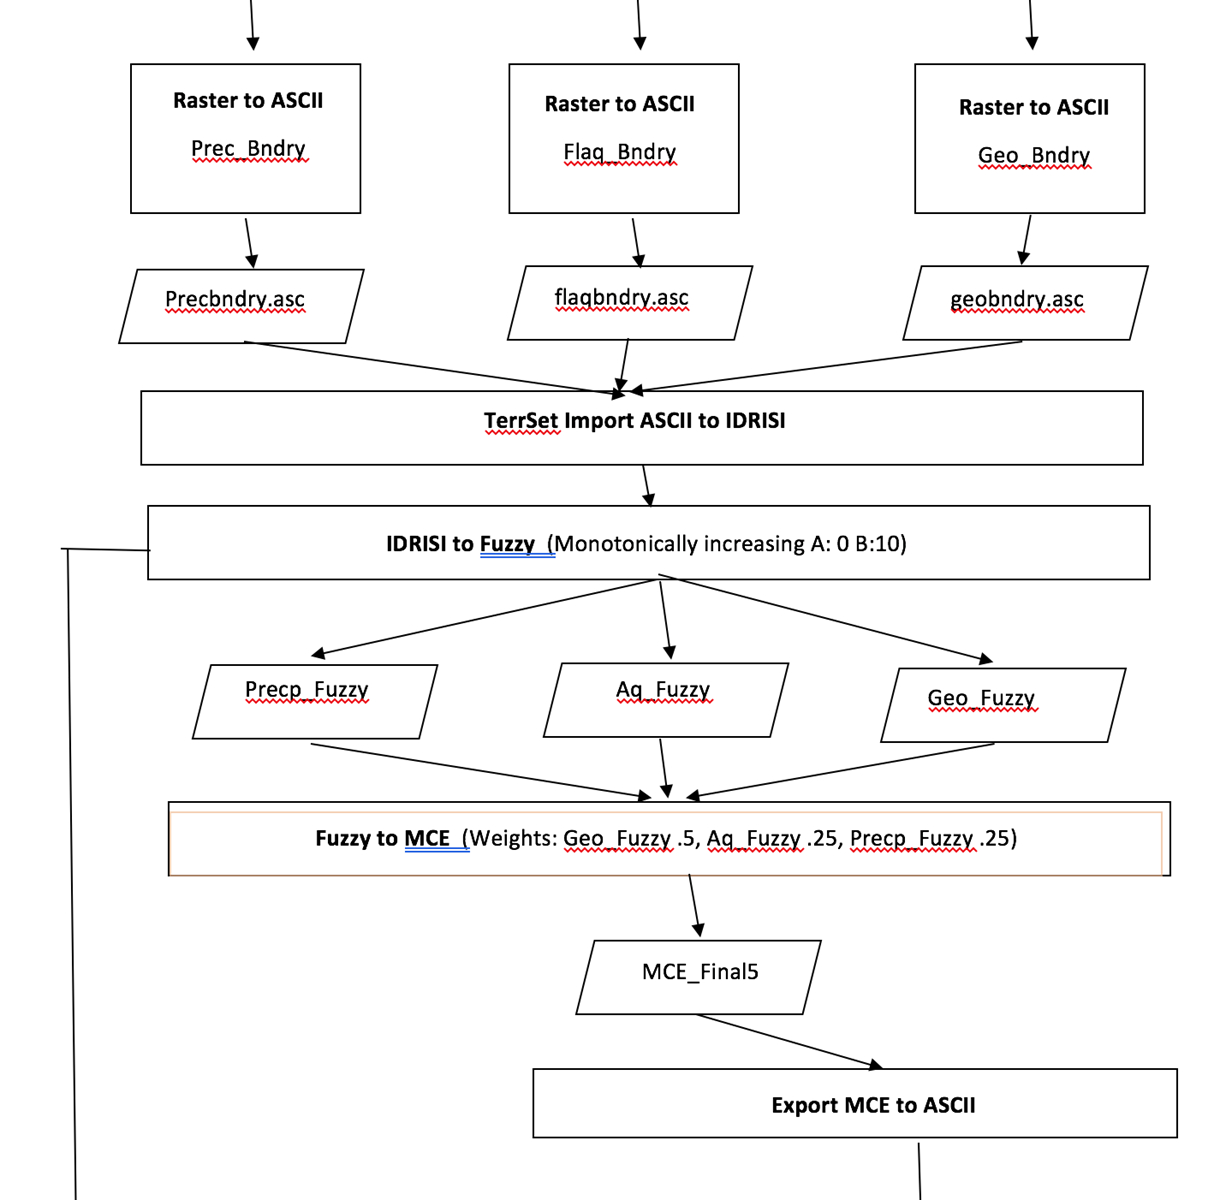 Raster to ASCII
Prec_Bndry
Raster to ASCII
Flaq_Bndry
Raster to ASCII
Geo_Bndry
Precbndry.asc
flaqbndry.asc
geobndry.asc
TerrSet Import ASCII to IDRISI
IDRISI to Fuzzy (Monotonically increasing A: 0 B:10)
Precp_Fuzzy
Aq_Fuzzy
Geo_Fuzzy
Fuzzy to MCE (Weights: Geo_Fuzzy .5, Aq_Fuzzy .25, Precp_Fuzzy .25)
MCE_Final5
Export MCE to ASCII